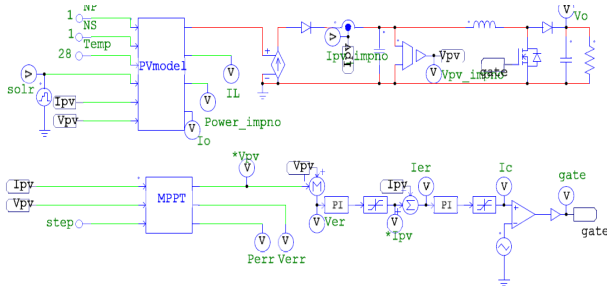 NP
1
NS
1
Temp
28
PVmodel
solr
Ipv
Vpv
V
IL
V
Power_impno
V
Io
V
Ipv_impno
Ipv
V
Vpv
V
Vpv_impno
gate
V
Vo
Ipv
Vpv
step
MPPT
*Vpv
V
V
Perr
V
Verr
Vpv
M
V
Ver
PI
Ipv
V
*Ipv
Σ
Ier
V
PI
Ic
V
gate
V
gate